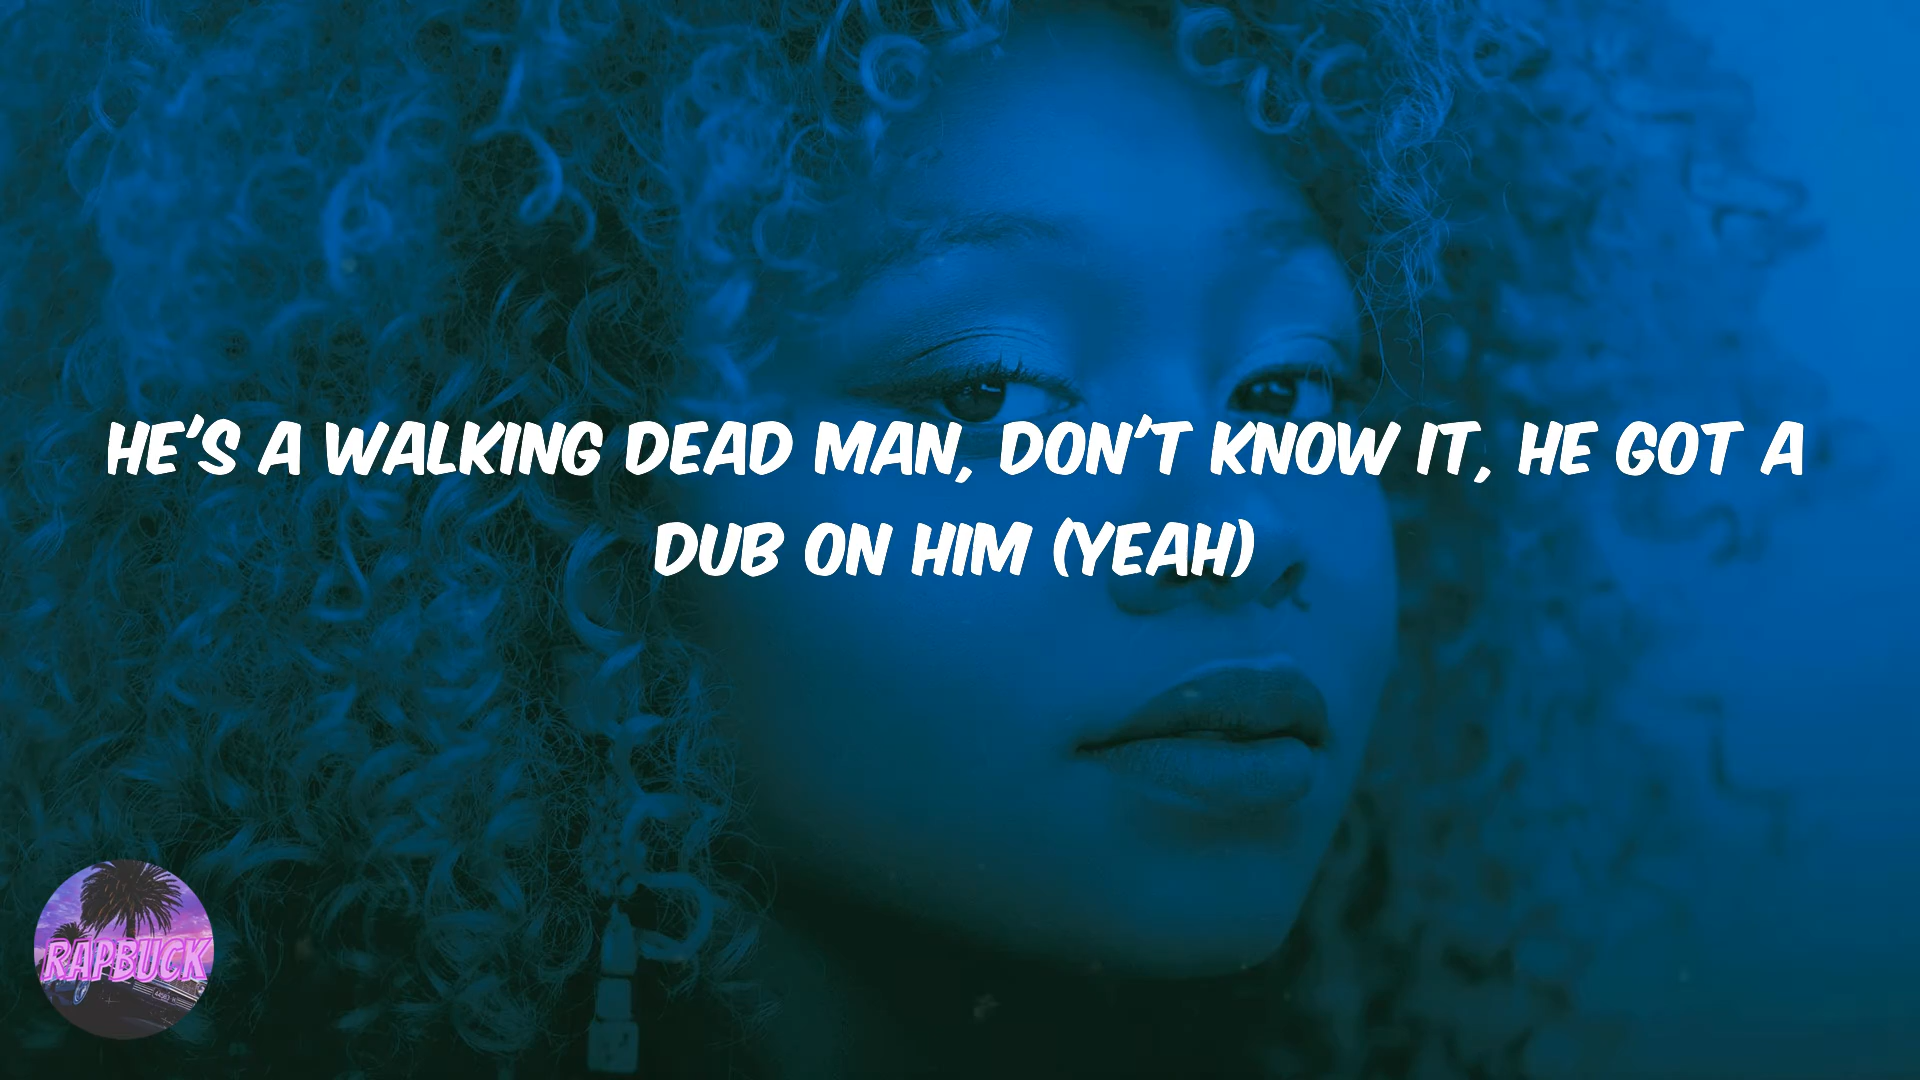 HE'S A WALKING DEAD MAN, DON'T KNOW IT, HE GOT A
DUB ON HIM (YEAH)
RAPBUCK